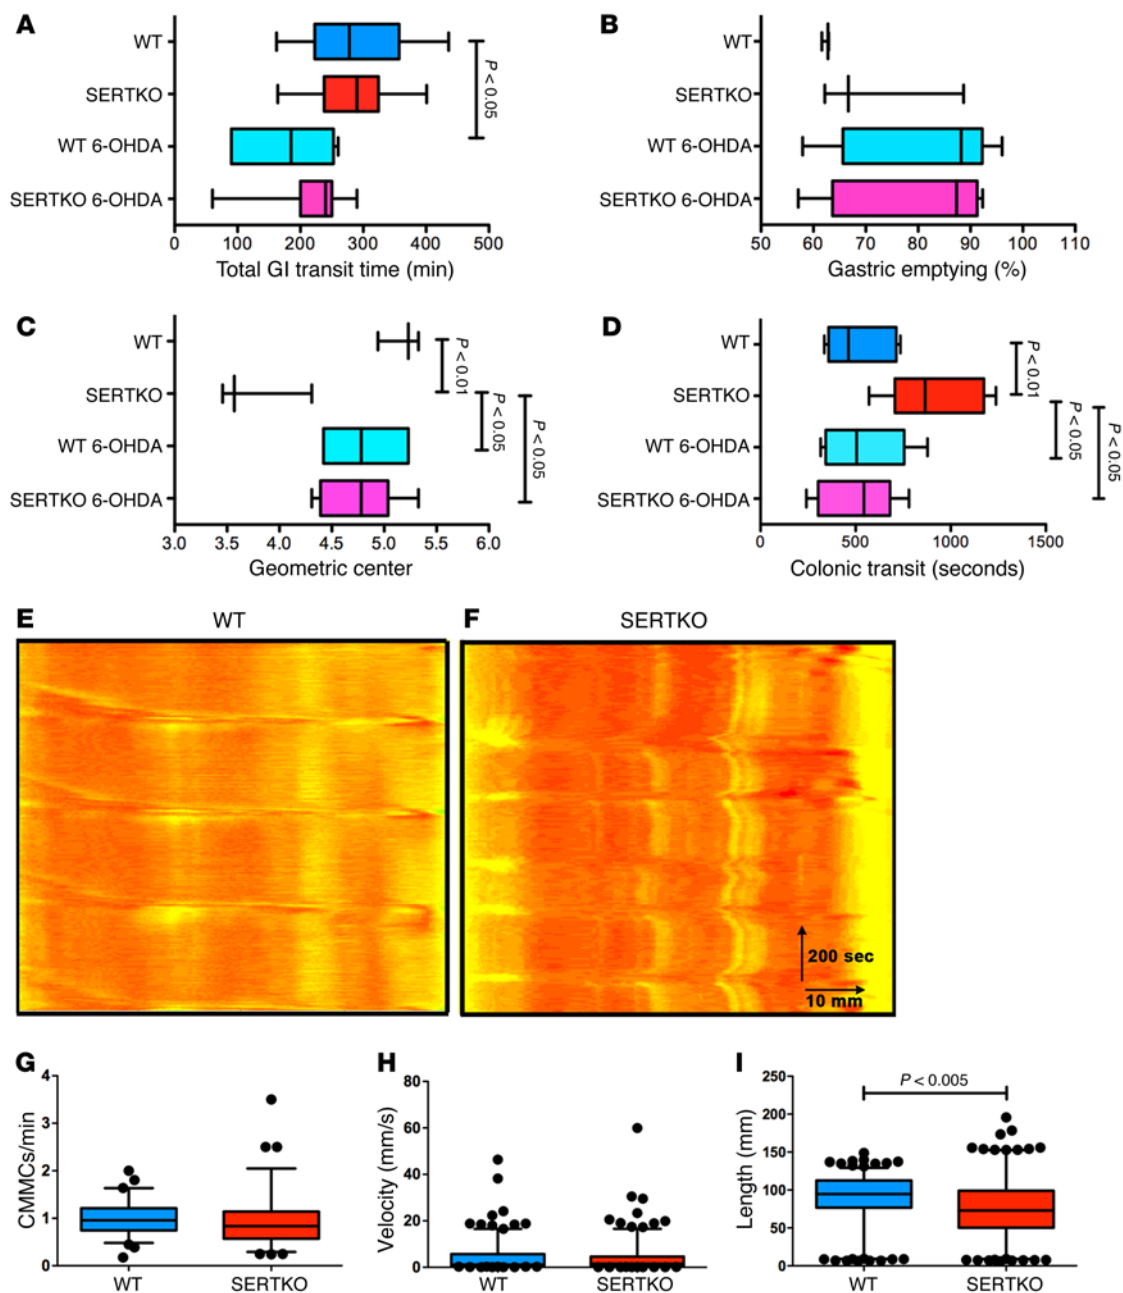 A
WT
SERTKO
WT 6-OHDA
SERTKO 6-OHDA
P < 0.05
0 100 200 300 400 500
Total GI transit time (min)
B
WT
SERTKO
WT 6-OHDA
SERTKO 6-OHDA
50 60 70 80 90 100 110
Gastric emptying (%)
C
WT
SERTKO
WT 6-OHDA
SERTKO 6-OHDA
P < 0.01
P < 0.05
P < 0.05
3.0 3.5 4.0 4.5 5.0 5.5 6.0
Geometric center
D
WT
SERTKO
WT 6-OHDA
SERTKO 6-OHDA
P < 0.01
P < 0.05
P < 0.05
0 500 1000 1500
Colonic transit (seconds)
E WT
F SERTKO
200 sec
10 mm
G
CMMCs/min
4
3
2
1
0
WT SERTKO
H
Velocity (mm/s)
80
60
40
20
0
WT SERTKO
I
Length (mm)
250
200
150
100
50
0
P < 0.005
WT SERTKO